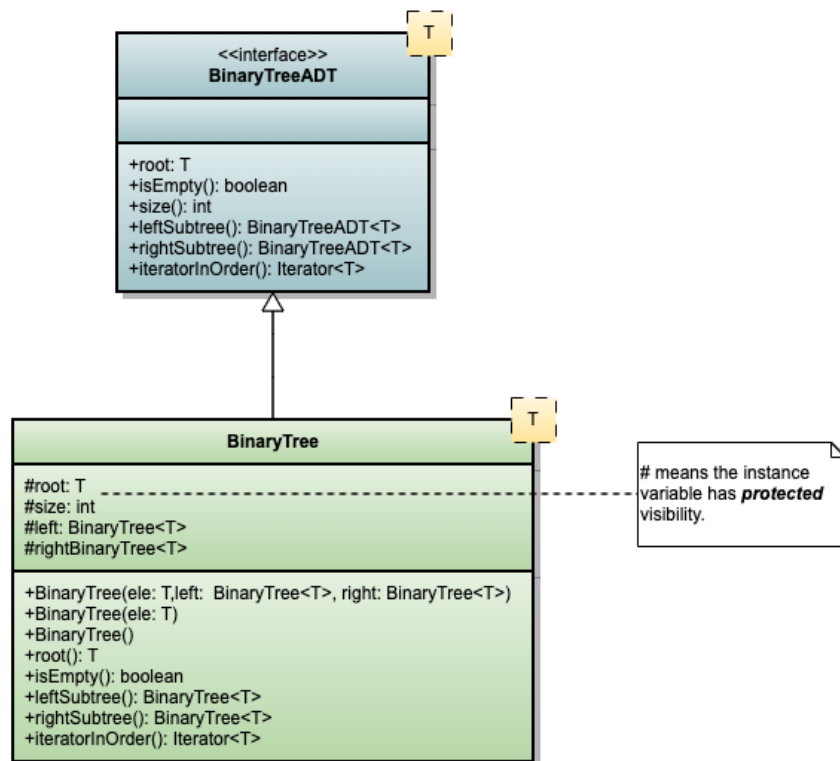 T
<<interface>>
BinaryTreeADT
+root: T
+isEmpty(): boolean
+size(): int
+leftSubtree(): BinaryTreeADT<T>
+rightSubtree(): BinaryTreeADT<T>
+iteratorInOrder(): Iterator<T>
T
BinaryTree
#root: T
#size: int
#left: BinaryTree<T>
#rightBinaryTree<T>
# means the instance
variable has protected
visibility.
+BinaryTree(ele: T,left:  BinaryTree<T>, right: BinaryTree<T>)
+BinaryTree(ele: T)
+BinaryTree()
+root(): T
+isEmpty(): boolean
+leftSubtree(): BinaryTree<T>
+rightSubtree(): BinaryTree<T>
+iteratorInOrder(): Iterator<T>